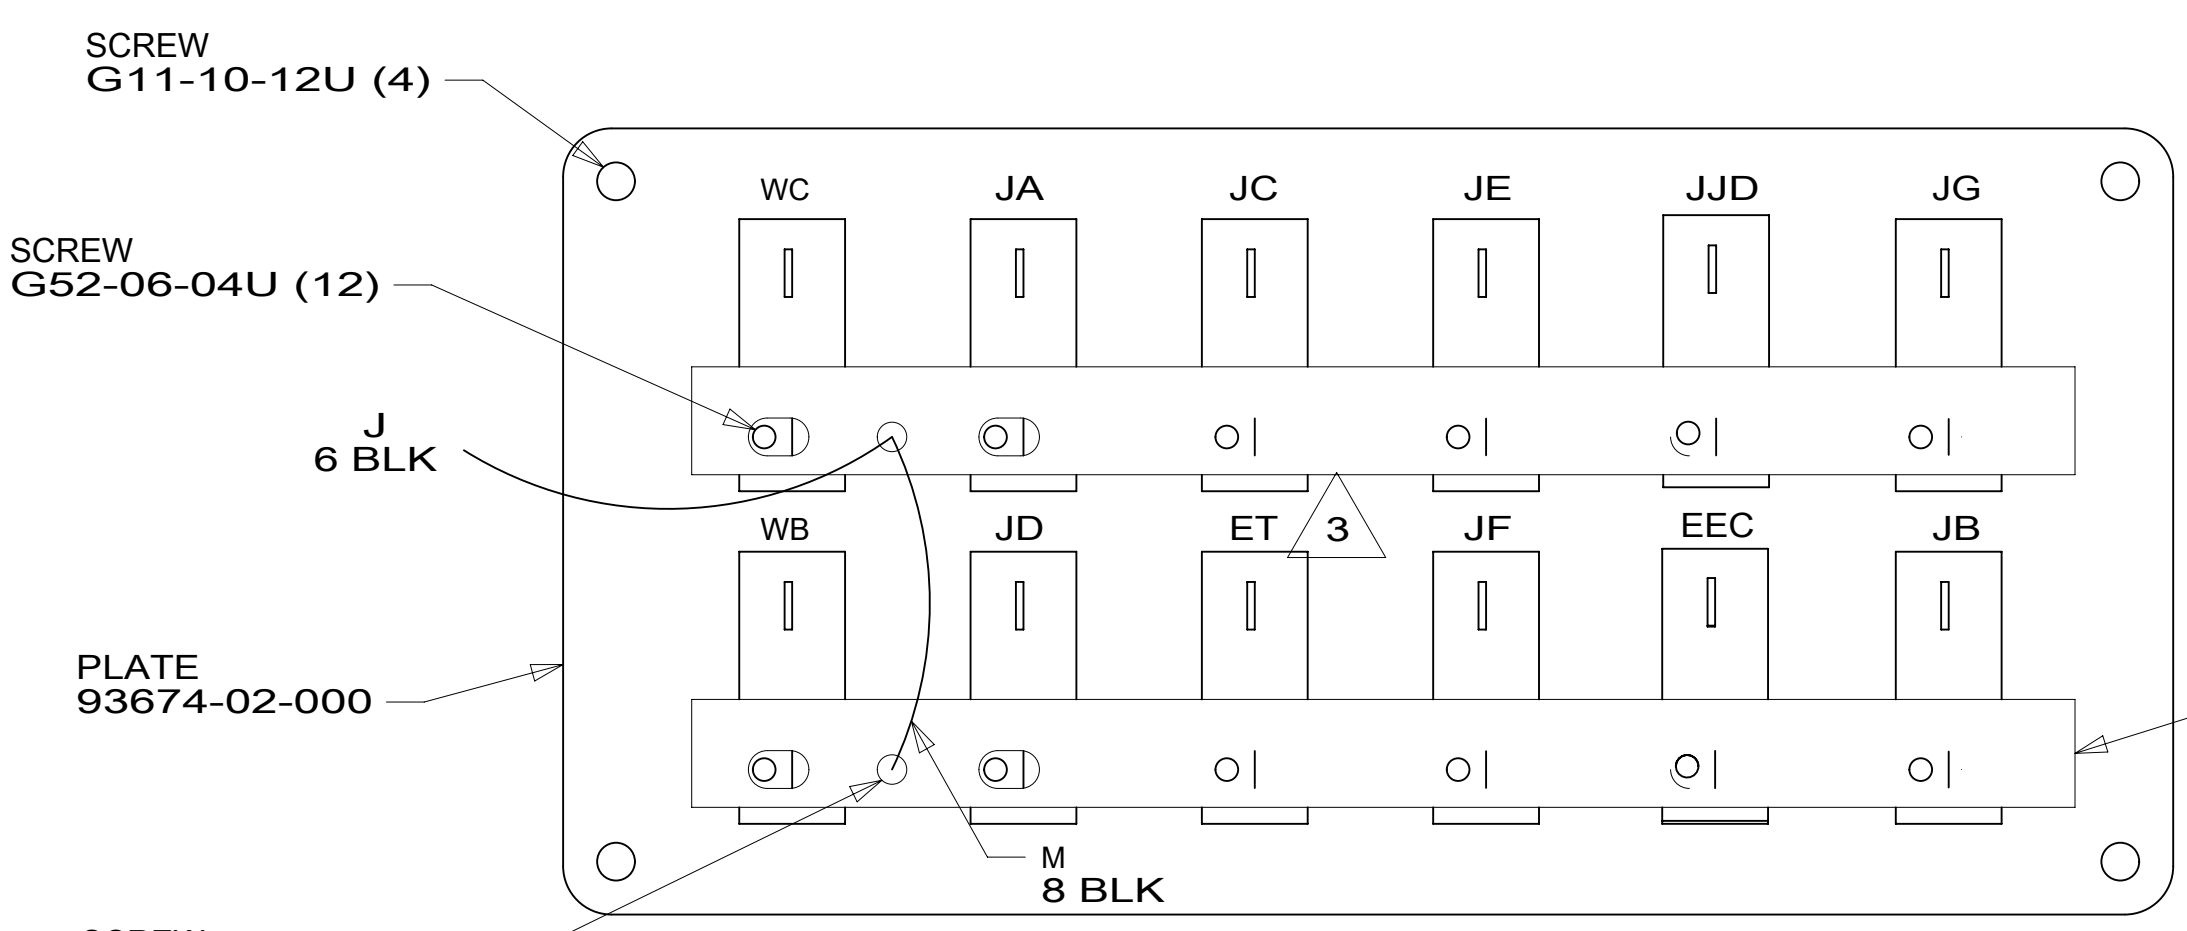 SCREW
G11-10-12U (4)
WC JA JC JE JJD JG
SCREW
G52-06-04U (12)
J
6 BLK
WB JD ET 3 JF EEC JB
PLATE
93674-02-000
M
8 BLK
SCREW